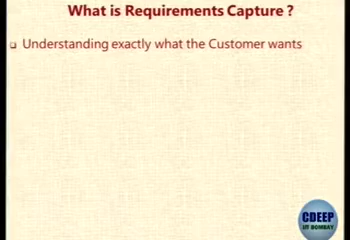 What is Requirements Capture ?
Understanding exactly what the Customer wants
CDEEP
IIT BOMBAY